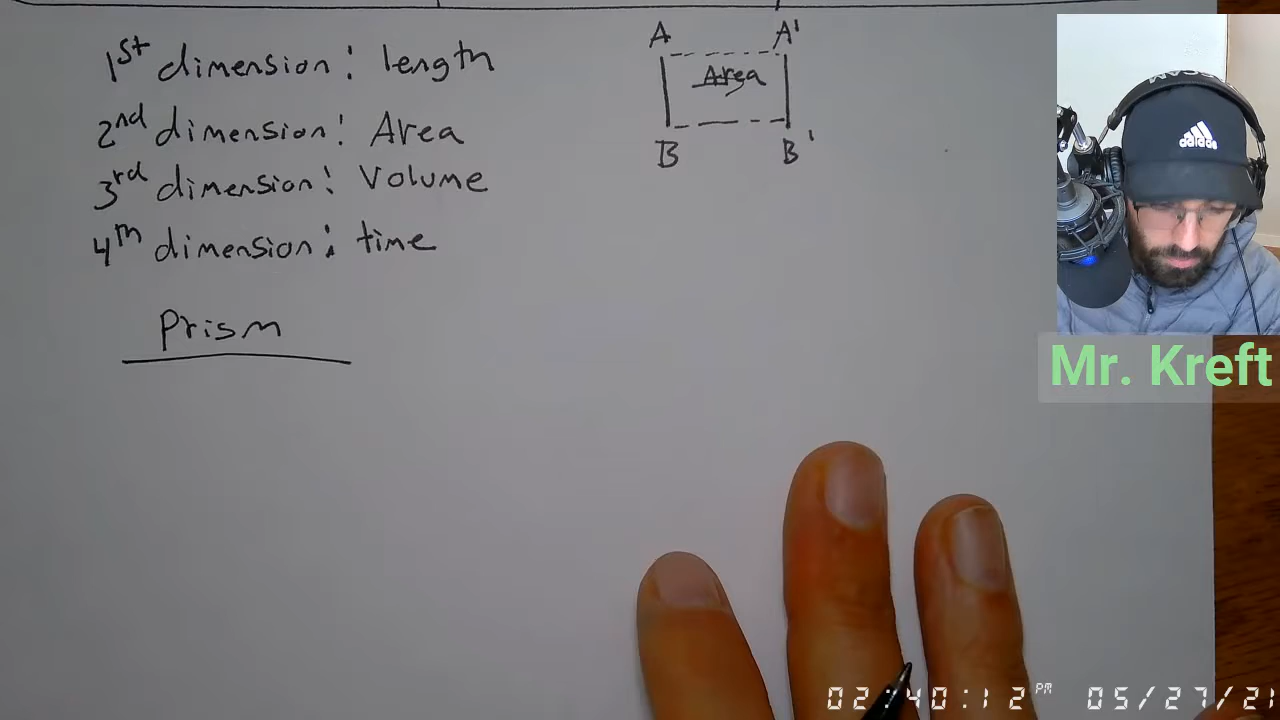 1st dimension: length
2nd dimension: Area
3rd dimension: Volume
4th dimension: time
Prism
A A'
Area
B B'
adidas
Mr. Kreft
02:40:12 PM 05/27/21